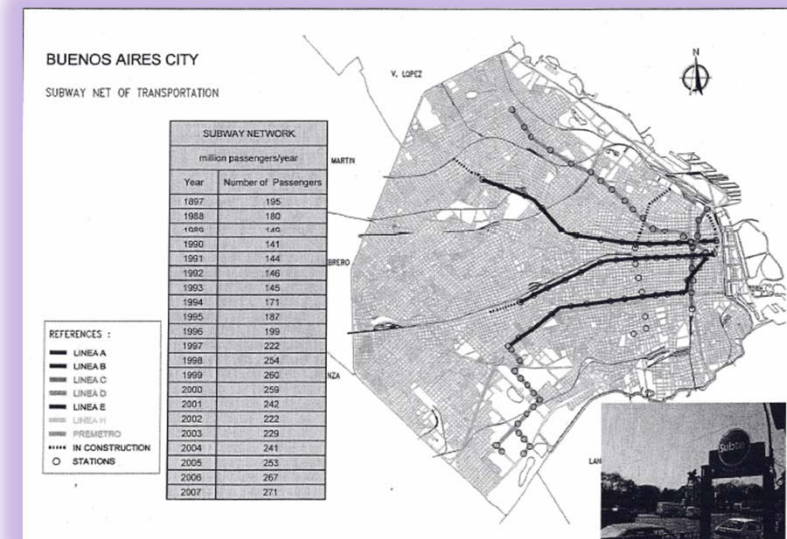 BUENOS AIRES CITY
SUBWAY NET OF TRANSPORTATION
V. LOPEZ
N
SUBWAY NETWORK
million passengers/year
MARTIN
Year Number of Passengers
1897 195
1988 180
1989 149
1990 141
1991 144
BRERO
1992 146
1993 145
1994 171
1995 187
1996 199
1997 222
1998 254
1999 260
NZA
2000 259
2001 242
2002 222
2003 229
2004 241
2005 253
2006 267
2007 271
REFERENCES :
LINEA A
LINEA B
LINEA C
LINEA D
LINEA E
LINEA H
PREMETRO
IN CONSTRUCTION
STATIONS
LAN
Subte